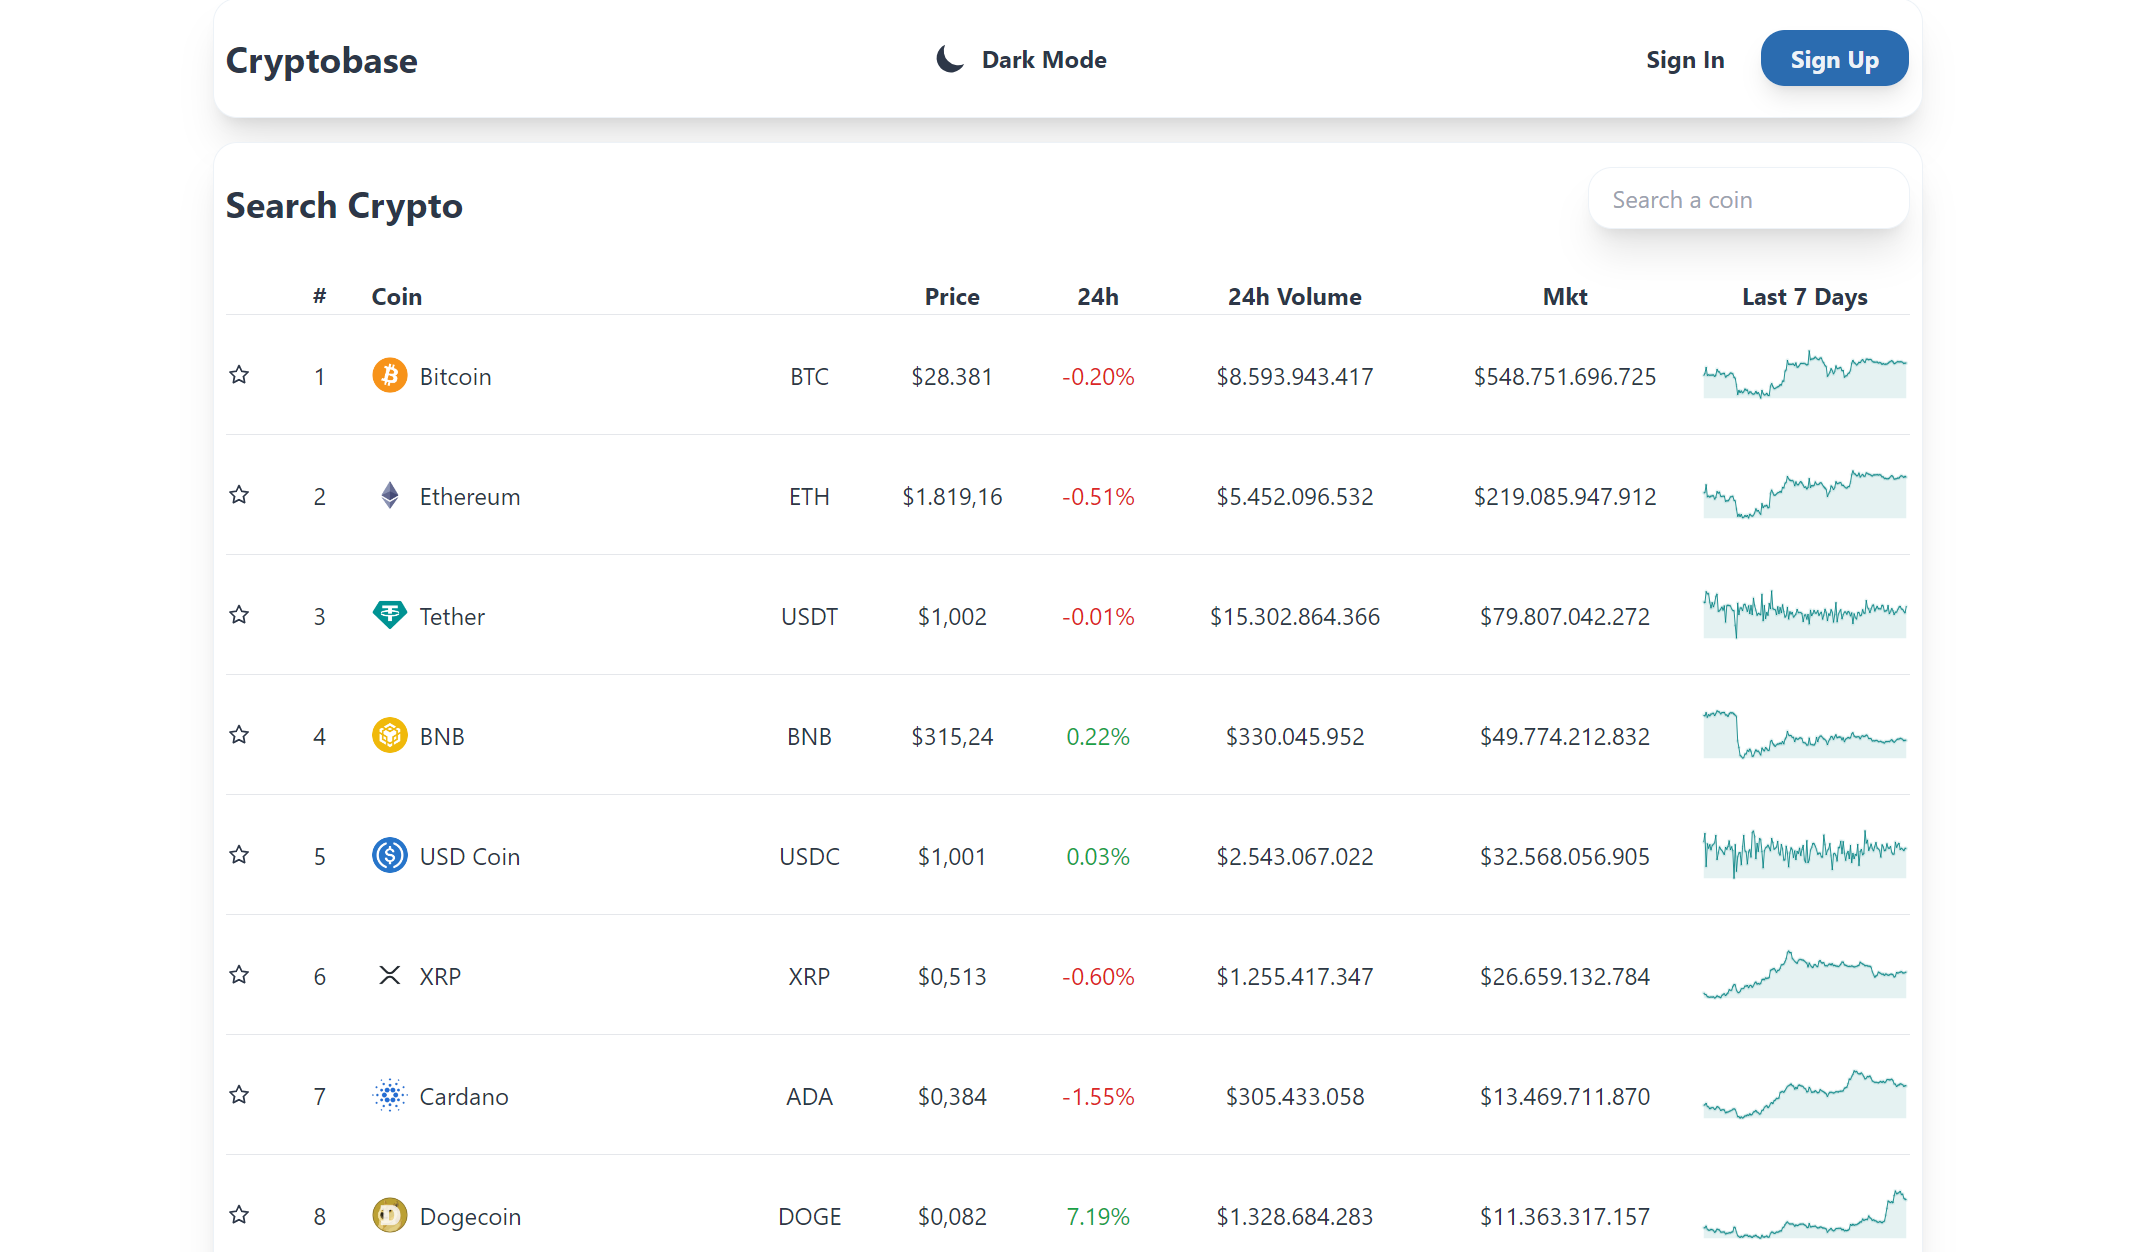 Cryptobase Dark Mode Sign In Sign Up
Search Crypto Search a coin
# Coin Price 24h 24h Volume Mkt Last 7 Days
1 Bitcoin BTC $28.381 -0.20% $8.593.943.417 $548.751.696.725
2 Ethereum ETH $1.819,16 -0.51% $5.452.096.532 $219.085.947.912
3 Tether USDT $1,002 -0.01% $15.302.864.366 $79.807.042.272
4 BNB BNB $315,24 0.22% $330.045.952 $49.774.212.832
5 USD Coin USDC $1,001 0.03% $2.543.067.022 $32.568.056.905
6 XRP XRP $0,513 -0.60% $1.255.417.347 $26.659.132.784
7 Cardano ADA $0,384 -1.55% $305.433.058 $13.469.711.870
8 Dogecoin DOGE $0,082 7.19% $1.328.684.283 $11.363.317.157